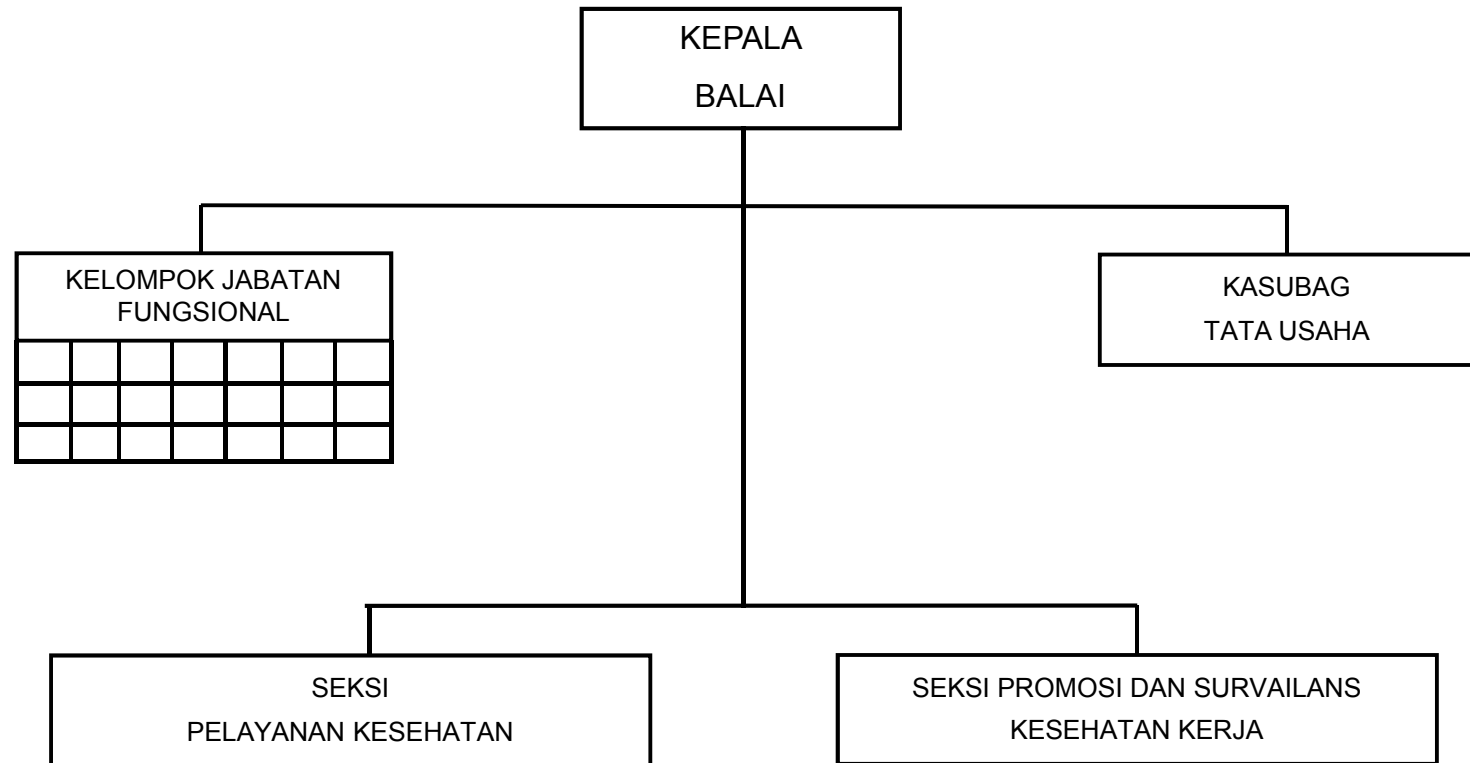 KEPALA
BALAI
KELOMPOK JABATAN
FUNGSIONAL
KASUBAG
TATA USAHA
SEKSI
PELAYANAN KESEHATAN
SEKSI PROMOSI DAN SURVAILANS
KESEHATAN KERJA